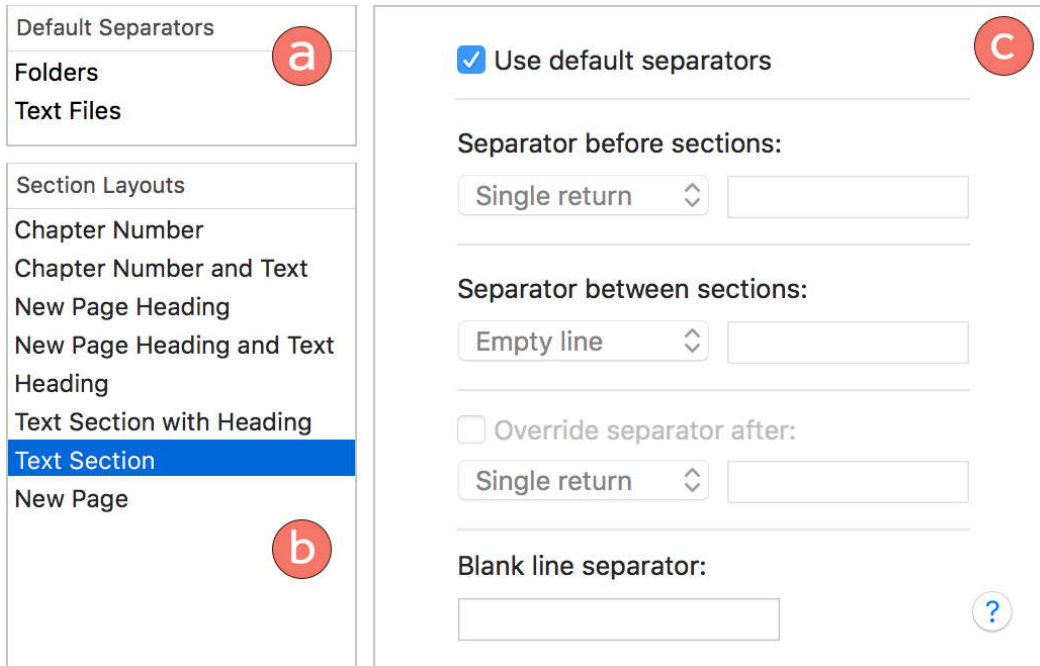 Default Separators
a
Folders
Text Files
Section Layouts
Chapter Number
Chapter Number and Text
New Page Heading
New Page Heading and Text
Heading
Text Section with Heading
Text Section
New Page
b
c
Use default separators
Separator before sections:
Single return
Separator between sections:
Empty line
Override separator after:
Single return
Blank line separator:
?